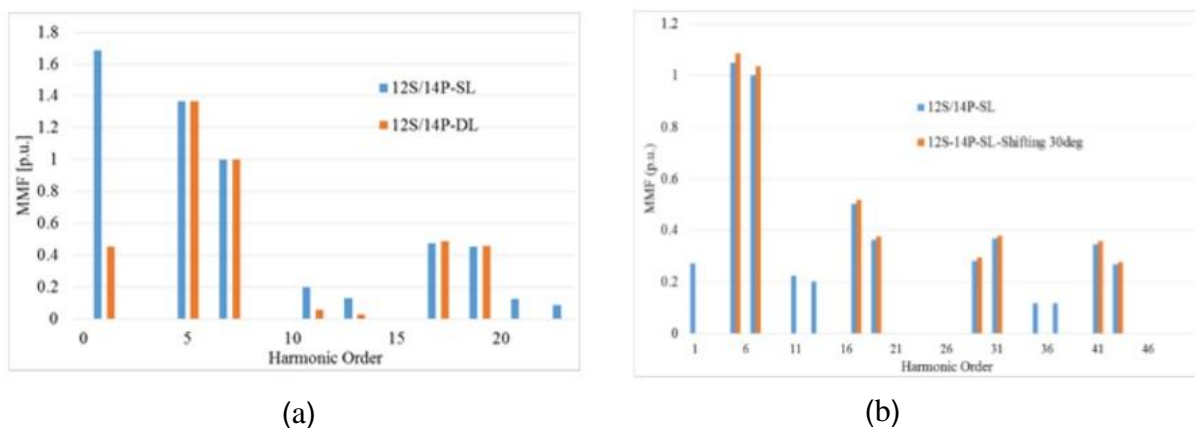 1.8
1.6
1.4
1.2
1
0.8
0.6
0.4
0.2
0
MMF [p.u.]
12S/14P-SL
12S/14P-DL
0 5 10 15 20
Harmonic Order
(a)
1.2
1
0.8
0.6
0.4
0.2
0
MMF (p.u.)
12S/14P-SL
12S-14P-SL-Shifting 30deg
1 6 11 16 21 26 31 36 41 46
Harmonic Order
(b)